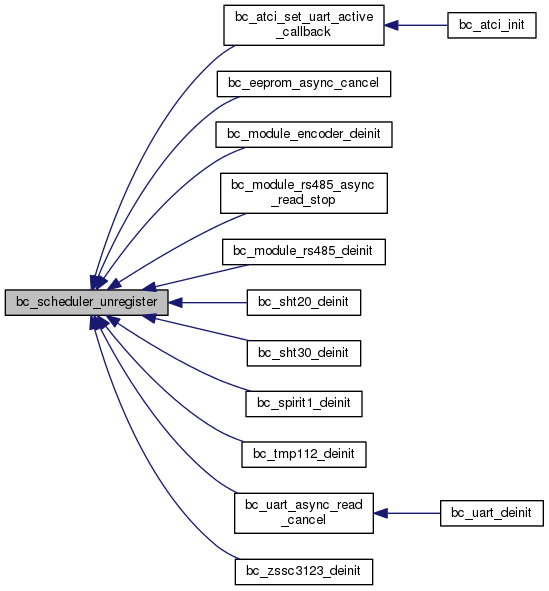 bc_atci_set_uart_active
_callback
bc_atci_init
bc_eeprom_async_cancel
bc_module_encoder_deinit
bc_module_rs485_async
_read_stop
bc_module_rs485_deinit
bc_scheduler_unregister
bc_sht20_deinit
bc_sht30_deinit
bc_spirit1_deinit
bc_tmp112_deinit
bc_uart_async_read
_cancel
bc_uart_deinit
bc_zssc3123_deinit